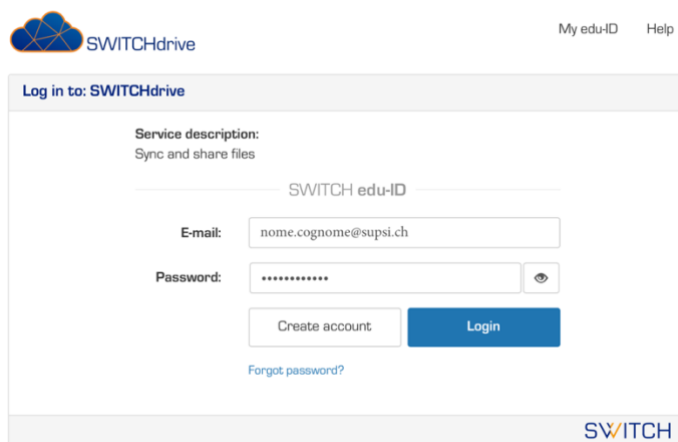 SWITCHdrive
My edu-ID Help
Log in to: SWITCHdrive
Service description:
Sync and share files
SWITCH edu-ID
E-mail: nome.cognome@supsi.ch
Password: ••••••••••••
Create account Login
Forgot password?
SWITCH